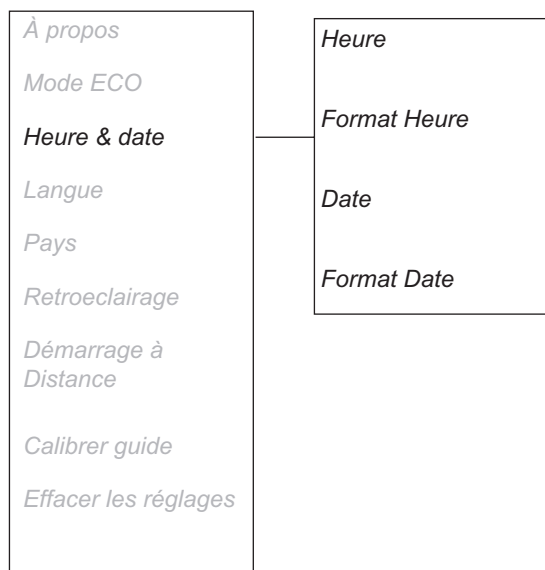 À propos
Mode ECO
Heure & date
Langue
Pays
Retroeclairage
Démarrage à
Distance
Calibrer guide
Effacer les réglages
Heure
Format Heure
Date
Format Date